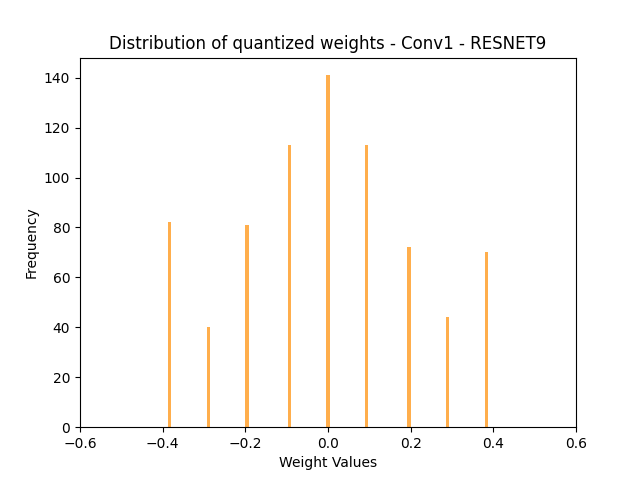 Distribution of quantized weights - Conv1 - RESNET9
Frequency
140
120
100
80
60
40
20
0
−0.6 −0.4 −0.2 0.0 0.2 0.4 0.6
Weight Values